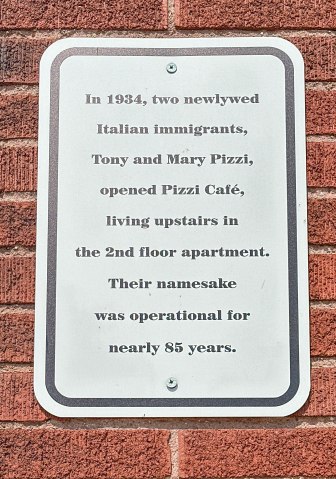 In 1934, two newlywed
Italian immigrants,
Tony and Mary Pizzi,
opened Pizzi Café,
living upstairs in
the 2nd floor apartment.
Their namesake
was operational for
nearly 85 years.